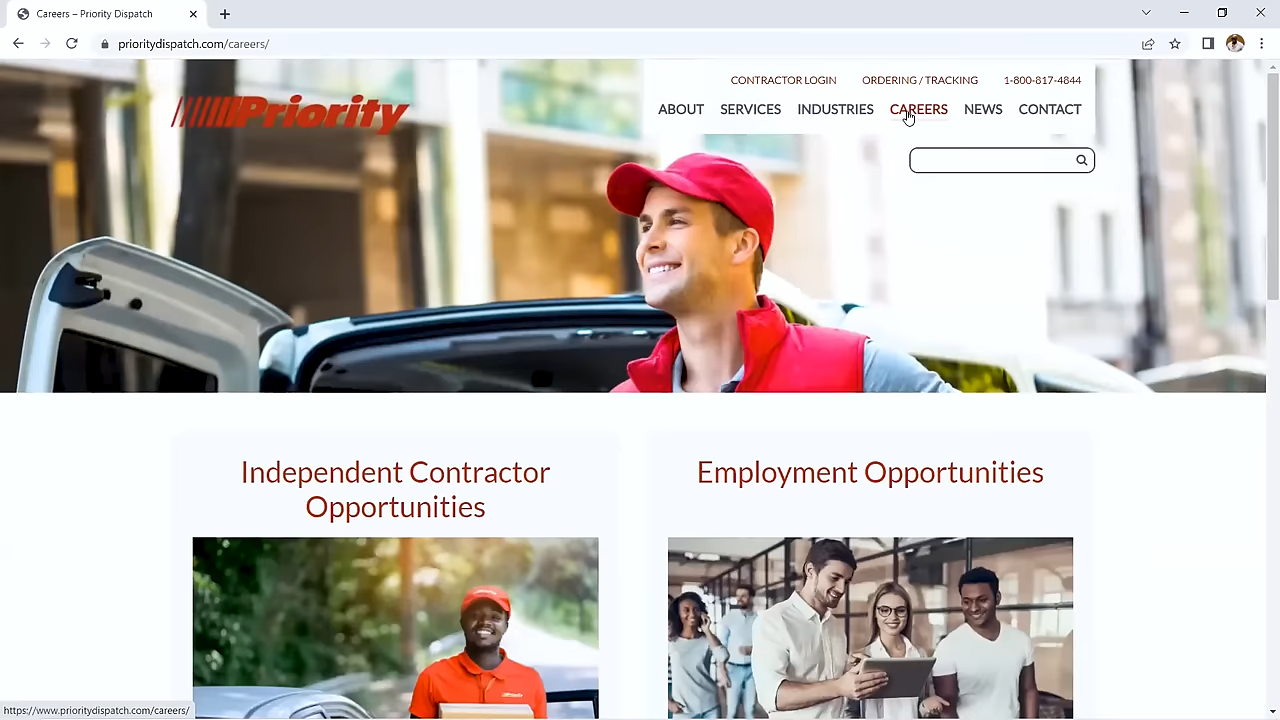 Careers – Priority Dispatch
prioritydispatch.com/careers/
CONTRACTOR LOGIN ORDERING / TRACKING 1-800-817-4844
Priority
ABOUT SERVICES INDUSTRIES CAREERS NEWS CONTACT
Independent Contractor
Opportunities
Employment Opportunities
https://www.prioritydispatch.com/careers/